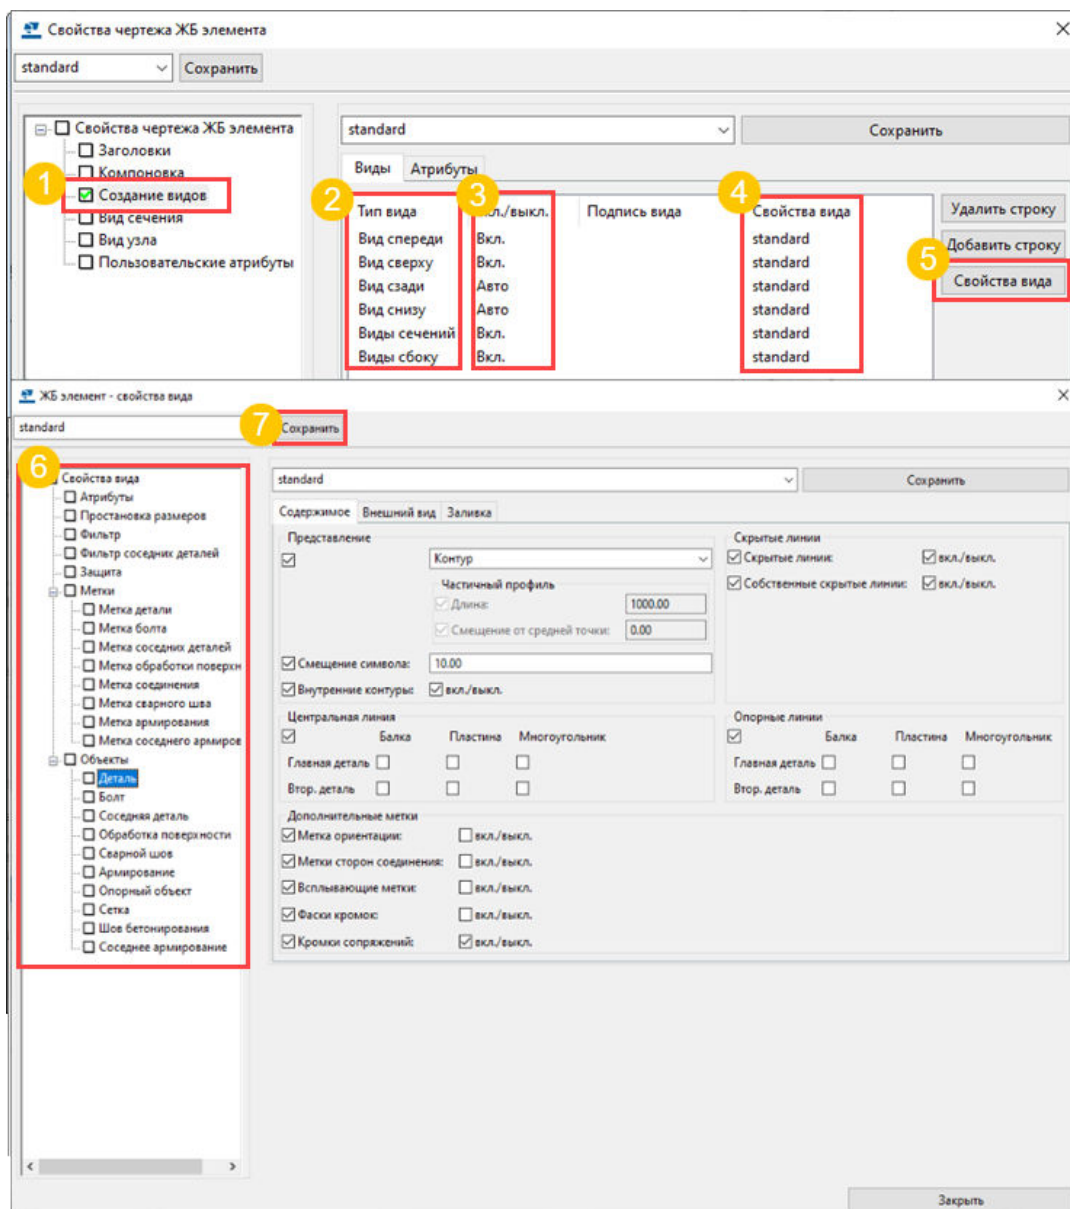 Свойства чертежа ЖБ элемента
standard Сохранить
Свойства чертежа ЖБ элемента
Заголовки
Компоновка
1 Создание видов
Вид сечения
Вид узла
Пользовательские атрибуты
standard Сохранить
Виды Атрибуты
2 3 4
Тип вида Подпись вида Свойства вида
Вид спереди Вкл. standard
Вид сверху Вкл. standard
Вид сзади Авто standard
Вид снизу Авто standard
Виды сечений Вкл. standard
Виды сбоку Вкл. standard
Удалить строку
Добавить строку
5 Свойства вида
ЖБ элемент - свойства вида
standard 7 Сохранить
6
Свойства вида
Атрибуты
Простановка размеров
Фильтр
Фильтр соседних деталей
Защита
Метки
Метка детали
Метка болта
Метка соседних деталей
Метка обработки поверхн
Метка соединения
Метка сварного шва
Метка армирования
Метка соседнего армиров
Объекты
Деталь
Болт
Соседняя деталь
Обработка поверхности
Сварной шов
Армирование
Опорный объект
Сетка
Шов бетонирования
Соседнее армирование
standard Сохранить
Содержимое Внешний вид Заливка
Представление
Контур
Частичный профиль
Длина: 1000.00
Смещение от средней точки: 0.00
Смещение символа: 10.00
Внутренние контуры: вкл./выкл.
Скрытые линии
Скрытые линии: вкл./выкл.
Собственные скрытые линии: вкл./выкл.
Центральная линия
Балка Пластина Многоугольник
Главная деталь
Втор. деталь
Опорные линии
Балка Пластина Многоугольник
Главная деталь
Втор. деталь
Дополнительные метки
Метка ориентации: вкл./выкл.
Метки сторон соединения: вкл./выкл.
Всплывающие метки: вкл./выкл.
Фаски кромок: вкл./выкл.
Кромки сопряжений: вкл./выкл.
Закрыть